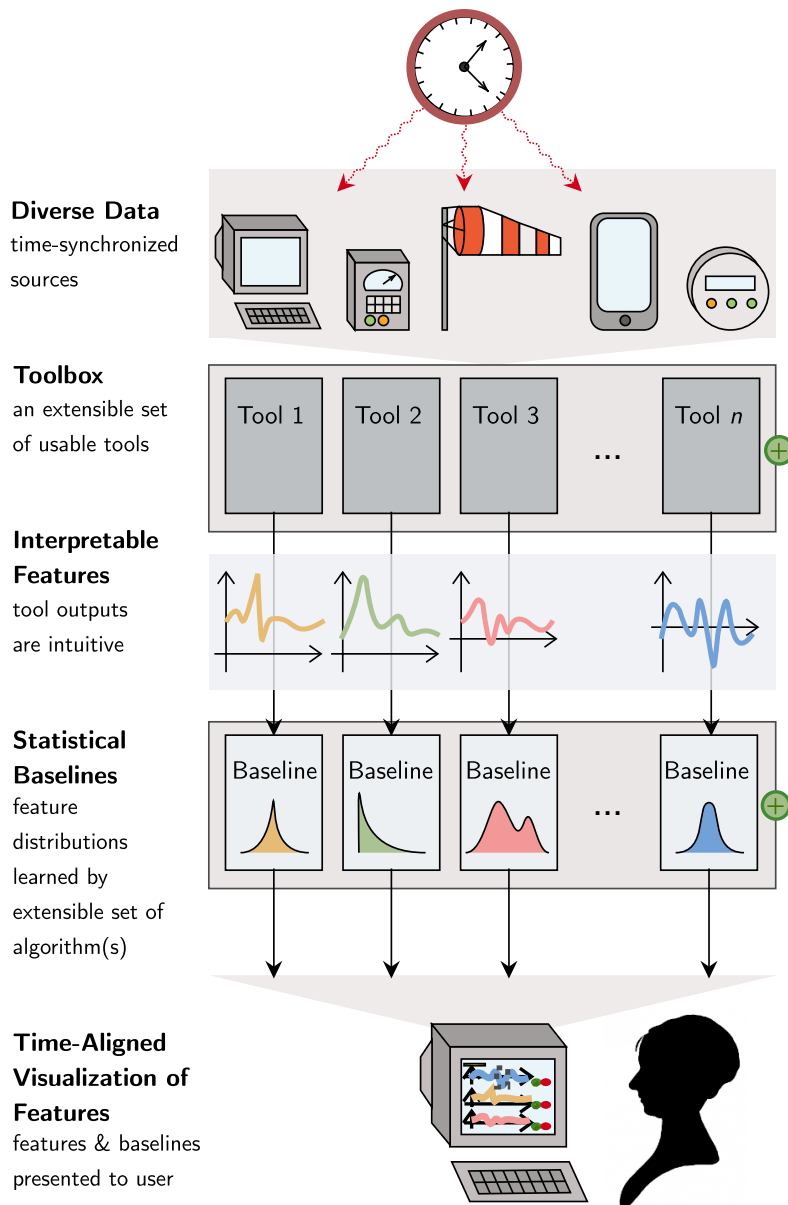 Diverse Data
time-synchronized
sources
Toolbox
an extensible set
of usable tools
Tool 1
Tool 2
Tool 3
...
Tool n
+
Interpretable
Features
tool outputs
are intuitive
Statistical
Baselines
feature
distributions
learned by
extensible set of
algorithm(s)
Baseline
Baseline
Baseline
...
Baseline
+
Time-Aligned
Visualization of
Features
features & baselines
presented to user